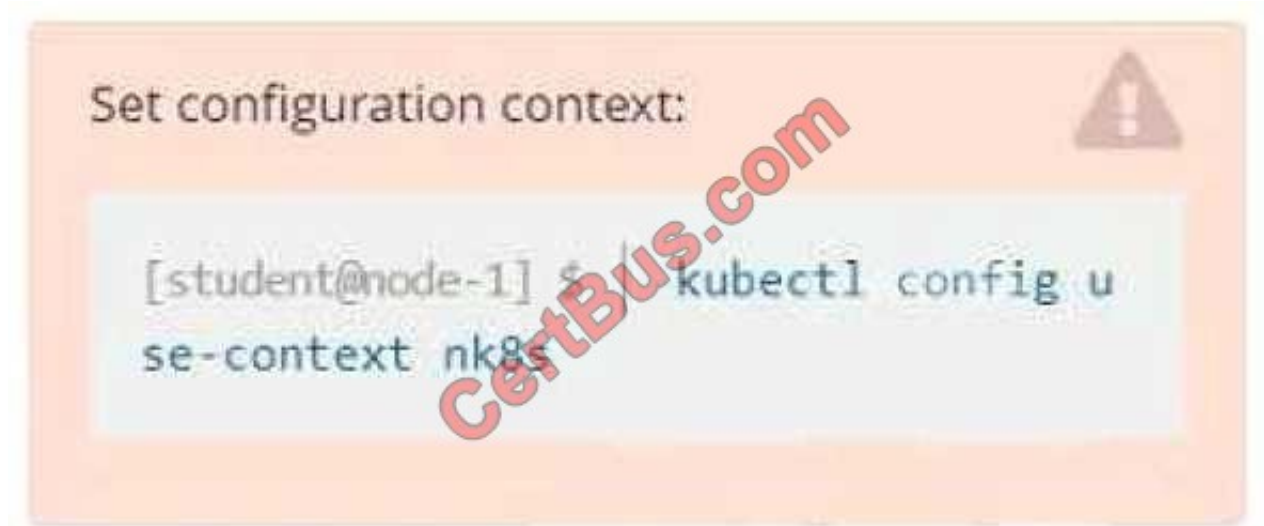 Set configuration context:
CertBus.com
[student@node-1] $ kubectl config u
se-context nk8s